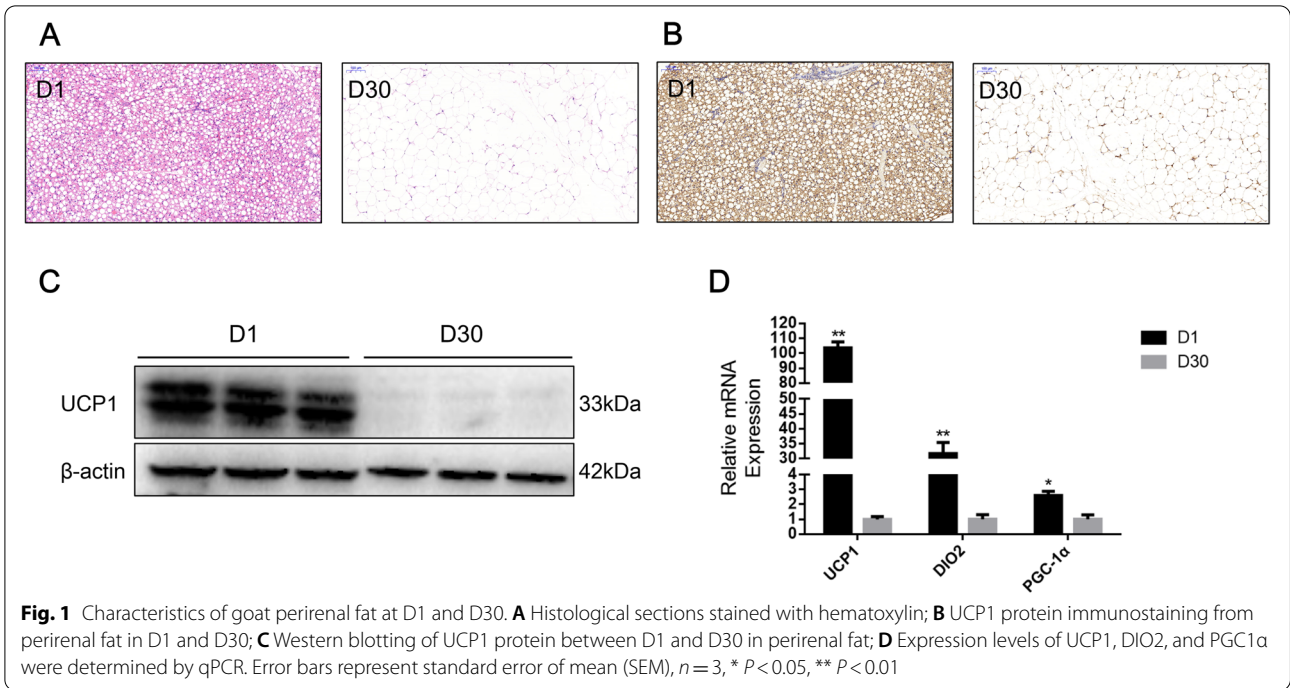 A
B
D1
D30
D1
D30
C
D
D1 D30
UCP1
33kDa
β-actin
42kDa
Relative mRNA
Expression
120
110
100
90
80
50
45
40
35
30
4
3
2
1
0
**
**
*
UCP1
DIO2
PGC-1α
D1
D30
Fig. 1 Characteristics of goat perirenal fat at D1 and D30. A Histological sections stained with hematoxylin; B UCP1 protein immunostaining from
perirenal fat in D1 and D30; C Western blotting of UCP1 protein between D1 and D30 in perirenal fat; D Expression levels of UCP1, DIO2, and PGC1α
were determined by qPCR. Error bars represent standard error of mean (SEM), n = 3, * P < 0.05, ** P < 0.01